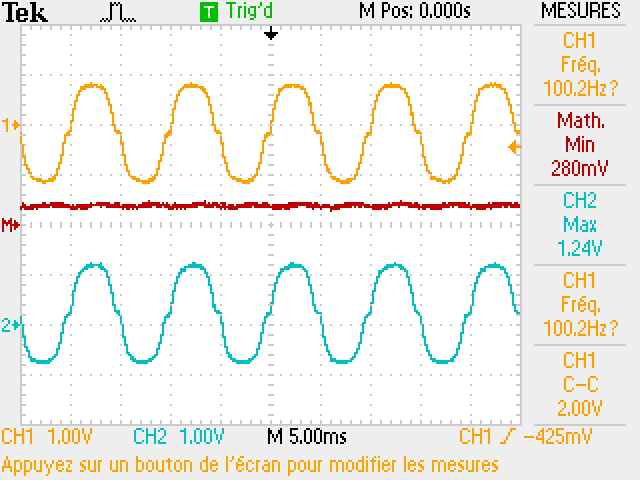 Tek T Trig'd M Pos: 0.000s MESURES
CH1
Fréq.
100.2Hz?
Math.
Min
280mV
CH2
Max
1.24V
CH1
Fréq.
100.2Hz?
CH1
C-C
2.00V
1
M
2
CH1 1.00V CH2 1.00V M 5.00ms CH1 -425mV
Appuyez sur un bouton de l'écran pour modifier les mesures